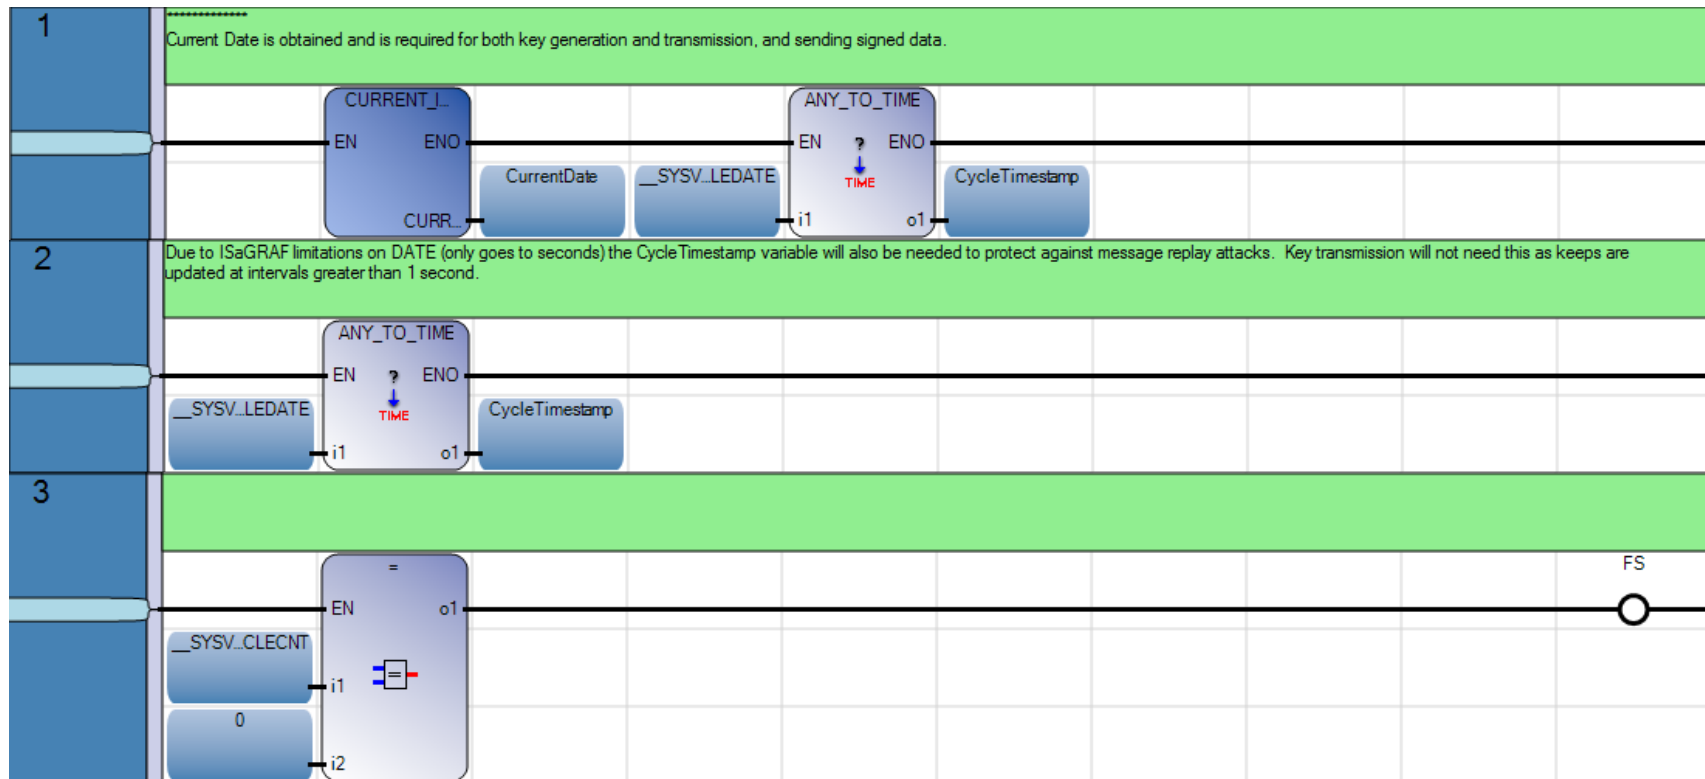 1
*************
Current Date is obtained and is required for both key generation and transmission, and sending signed data.
CURRENT_I...
ANY_TO_TIME
EN ENO
EN ? ENO
CurrentDate
__SYSV...LEDATE
TIME
CycleTimestamp
CURR...
i1 o1
2
Due to ISaGRAF limitations on DATE (only goes to seconds) the CycleTimestamp variable will also be needed to protect against message replay attacks. Key transmission will not need this as keeps are
updated at intervals greater than 1 second.
ANY_TO_TIME
EN ? ENO
__SYSV...LEDATE
TIME
CycleTimestamp
i1 o1
3
=
FS
EN o1
__SYSV...CLECNT
=
i1
0
i2